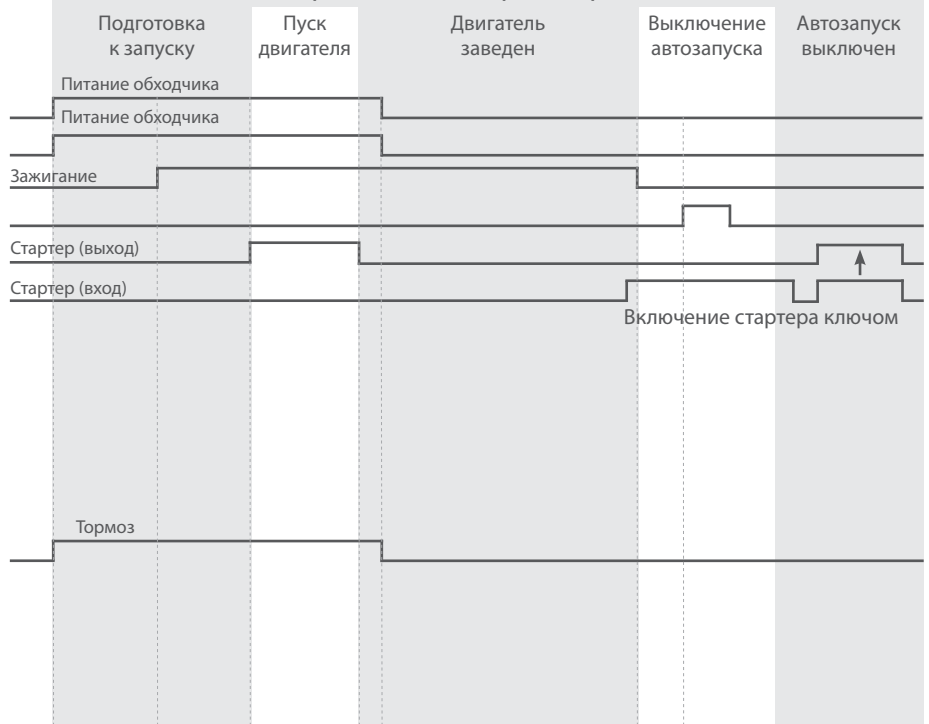 Подготовка
к запуску
Пуск
двигателя
Двигатель
заведен
Выключение
автозапуска
Автозапуск
выключен
Питание обходчика
Питание обходчика
Зажигание
Стартер (выход)
Стартер (вход)
Включение стартера ключом
Тормоз